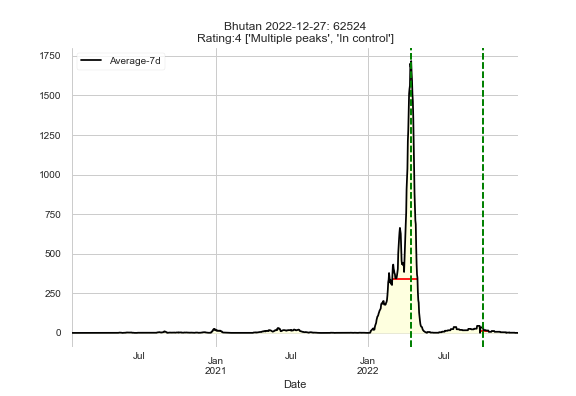 Bhutan 2022-12-27: 62524
Rating:4 ['Multiple peaks', 'In control']
Average-7d
1750
1500
1250
1000
750
500
250
0
Jul
Jan
2021
Jul
Jan
2022
Jul
Date